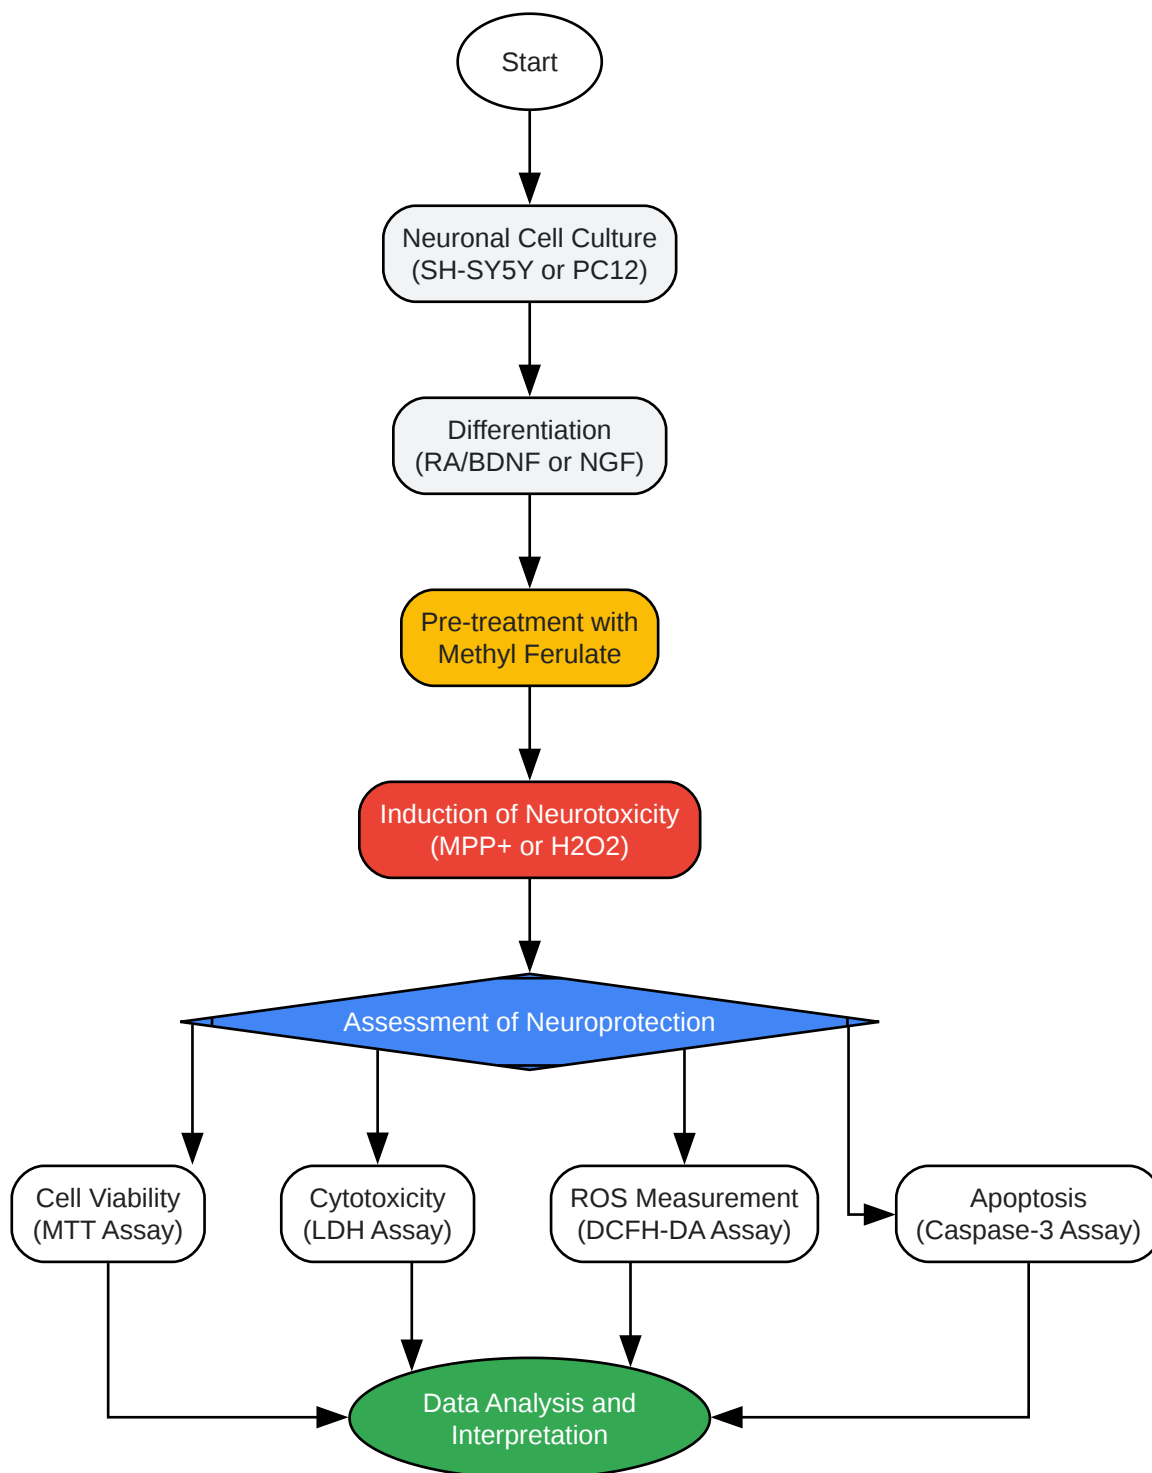 Start
Neuronal Cell Culture
(SH-SY5Y or PC12)
Differentiation
(RA/BDNF or NGF)
Pre-treatment with
Methyl Ferulate
Induction of Neurotoxicity
(MPP+ or H2O2)
Assessment of Neuroprotection
Cell Viability
(MTT Assay)
Cytotoxicity
(LDH Assay)
ROS Measurement
(DCFH-DA Assay)
Apoptosis
(Caspase-3 Assay)
Data Analysis and
Interpretation